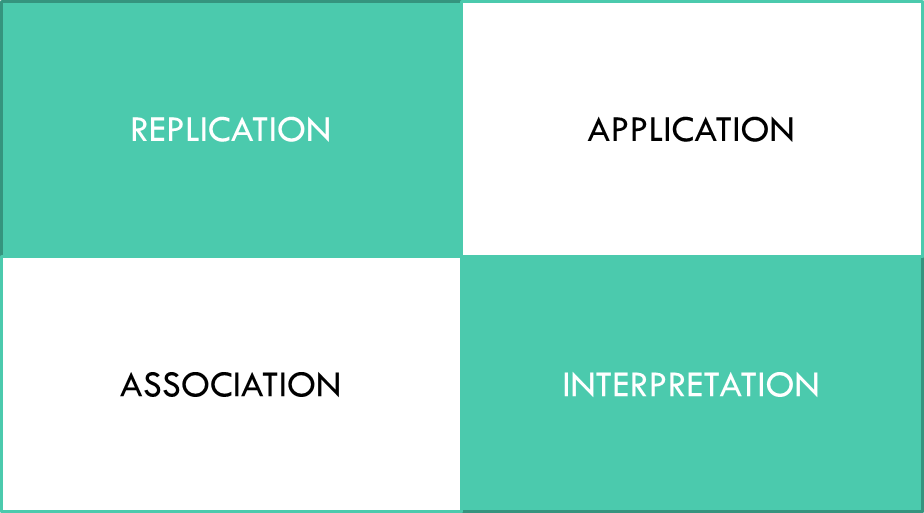 REPLICATION
APPLICATION
ASSOCIATION
INTERPRETATION